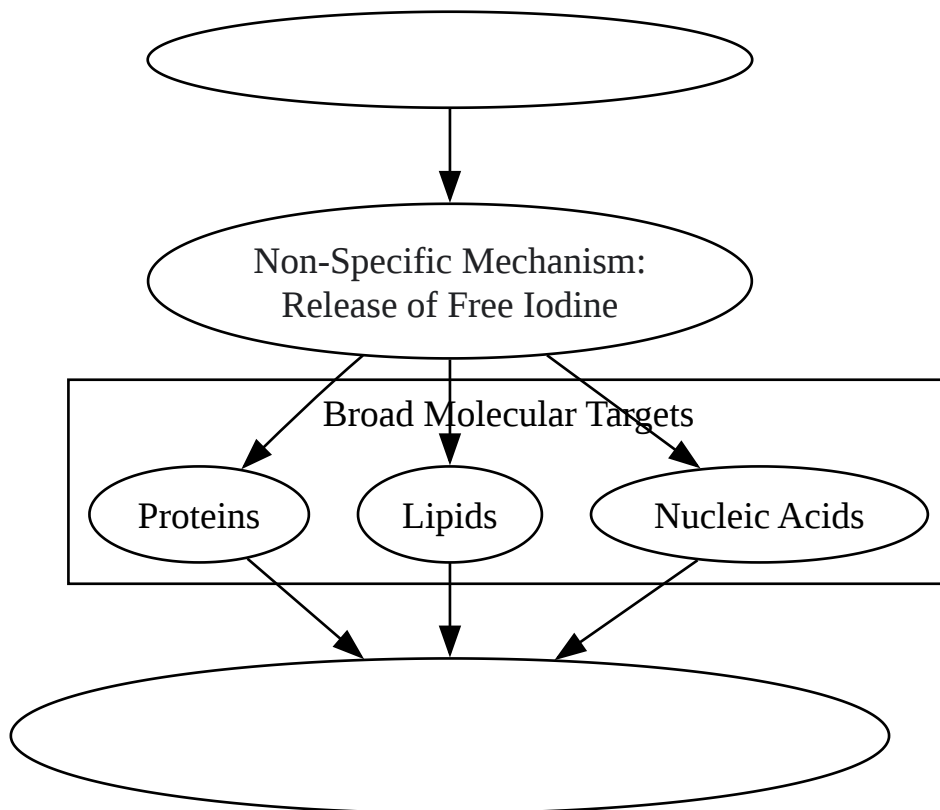 Non-Specific Mechanism:
Release of Free Iodine
Broad Molecular Targets
Proteins
Lipids
Nucleic Acids